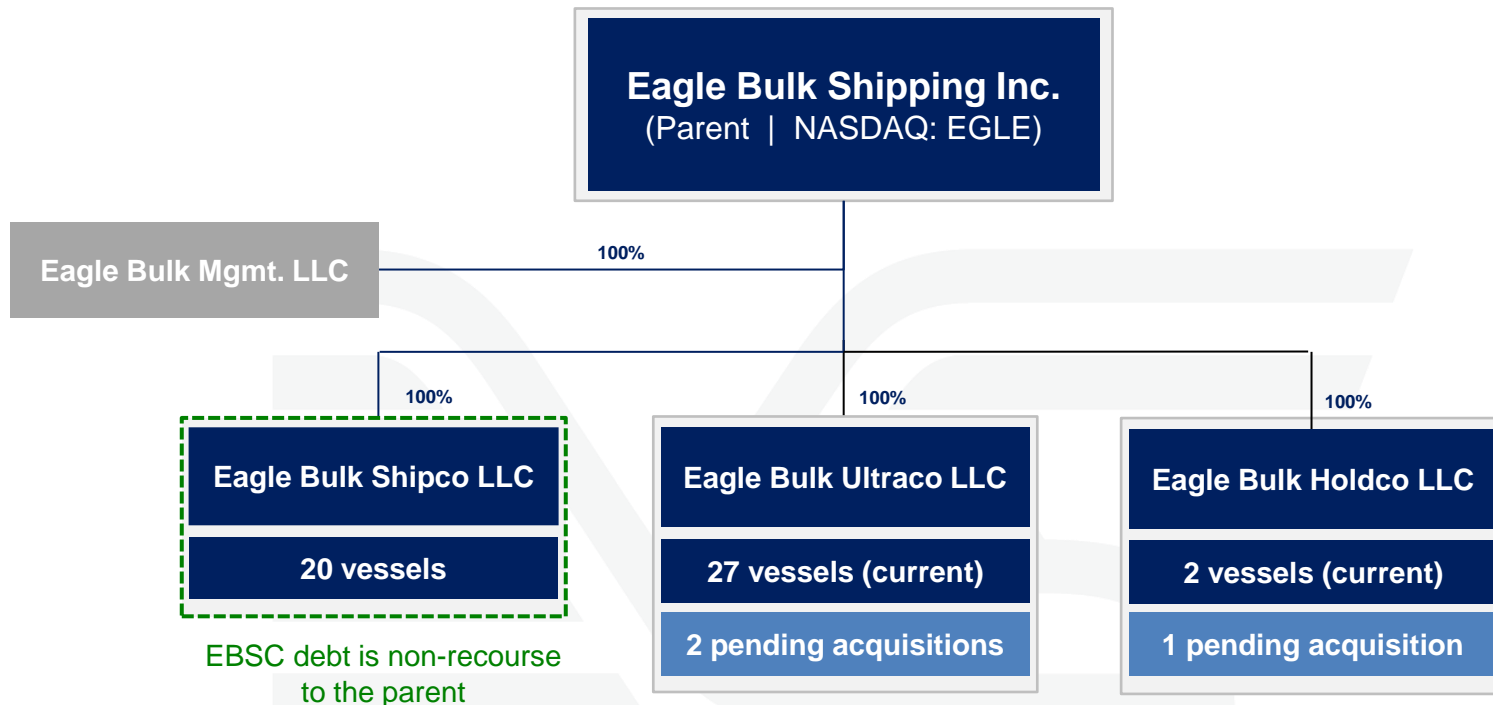 Eagle Bulk Shipping Inc.
(Parent | NASDAQ: EGLE)
Eagle Bulk Mgmt. LLC
100%
100%
100%
100%
Eagle Bulk Shipco LLC
20 vessels
EBSC debt is non-recourse
to the parent
Eagle Bulk Ultraco LLC
27 vessels (current)
2 pending acquisitions
Eagle Bulk Holdco LLC
2 vessels (current)
1 pending acquisition